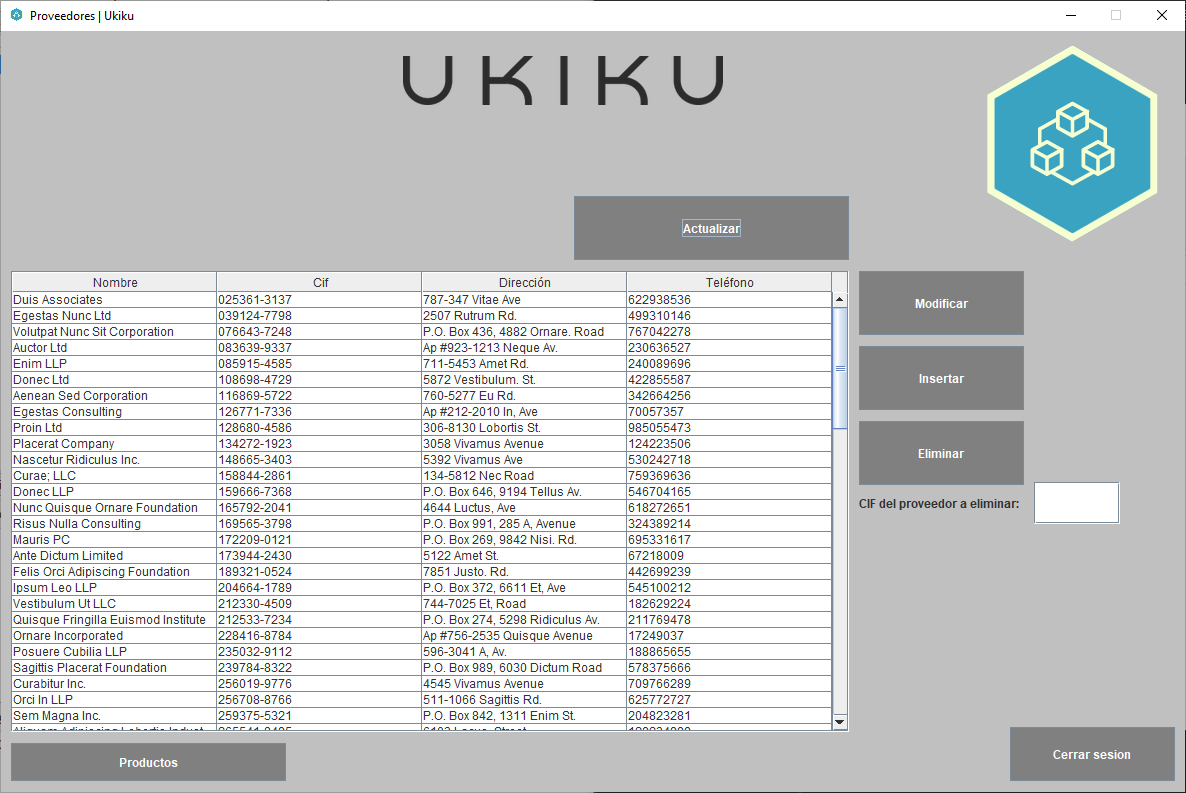 Proveedores | Ukiku
UKIKU
Actualizar
Nombre Cif Dirección Teléfono
Duis Associates 025361-3137 787-347 Vitae Ave 622938536
Egestas Nunc Ltd 039124-7798 2507 Rutrum Rd. 499310146
Volutpat Nunc Sit Corporation 076643-7248 P.O. Box 436, 4882 Ornare. Road 767042278
Auctor Ltd 083639-9337 Ap #923-1213 Neque Av. 230636527
Enim LLP 085915-4585 711-5453 Amet Rd. 240089696
Donec Ltd 108698-4729 5872 Vestibulum. St. 422855587
Aenean Sed Corporation 116869-5722 760-5277 Eu Rd. 342664256
Egestas Consulting 126771-7336 Ap #212-2010 In, Ave 70057357
Proin Ltd 128680-4586 306-8130 Lobortis St. 985055473
Placerat Company 134272-1923 3058 Vivamus Avenue 124223506
Nascetur Ridiculus Inc. 148665-3403 5392 Vivamus Ave 530242718
Curae; LLC 158844-2861 134-5812 Nec Road 759369636
Donec LLP 159666-7368 P.O. Box 646, 9194 Tellus Av. 546704165
Nunc Quisque Ornare Foundation 165792-2041 4644 Luctus, Ave 618272651
Risus Nulla Consulting 169565-3798 P.O. Box 991, 285 A, Avenue 324389214
Mauris PC 172209-0121 P.O. Box 269, 9842 Nisi. Rd. 695331617
Ante Dictum Limited 173944-2430 5122 Amet St. 67218009
Felis Orci Adipiscing Foundation 189321-0524 7851 Justo. Rd. 442699239
Ipsum Leo LLP 204664-1789 P.O. Box 372, 6611 Et, Ave 545100212
Vestibulum Ut LLC 212330-4509 744-7025 Et, Road 182629224
Quisque Fringilla Euismod Institute 212533-7234 P.O. Box 274, 5298 Ridiculus Av. 211769478
Ornare Incorporated 228416-8784 Ap #756-2535 Quisque Avenue 17249037
Posuere Cubilia LLP 235032-9112 596-3041 A, Av. 188865655
Sagittis Placerat Foundation 239784-8322 P.O. Box 989, 6030 Dictum Road 578375666
Curabitur Inc. 256019-9776 4545 Vivamus Avenue 709766289
Orci In LLP 256708-8766 511-1066 Sagittis Rd. 625772727
Sem Magna Inc. 259375-5321 P.O. Box 842, 1311 Enim St. 204823281
Modificar
Insertar
Eliminar
CIF del proveedor a eliminar:
Productos
Cerrar sesion